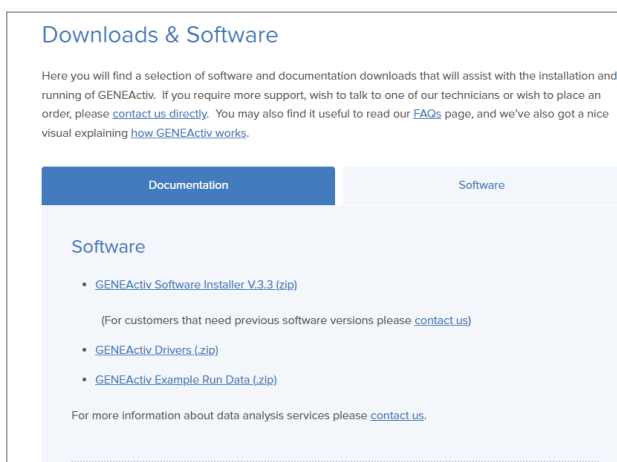 Downloads & Software
Here you will find a selection of software and documentation downloads that will assist with the installation and
running of GENEActiv. If you require more support, wish to talk to one of our technicians or wish to place an
order, please contact us directly. You may also find it useful to read our FAQs page, and we've also got a nice
visual explaining how GENEActiv works.
Documentation Software
Software
• GENEActiv Software Installer V.3.3 (zip)
(For customers that need previous software versions please contact us)
• GENEActiv Drivers (.zip)
• GENEActiv Example Run Data (.zip)
For more information about data analysis services please contact us.